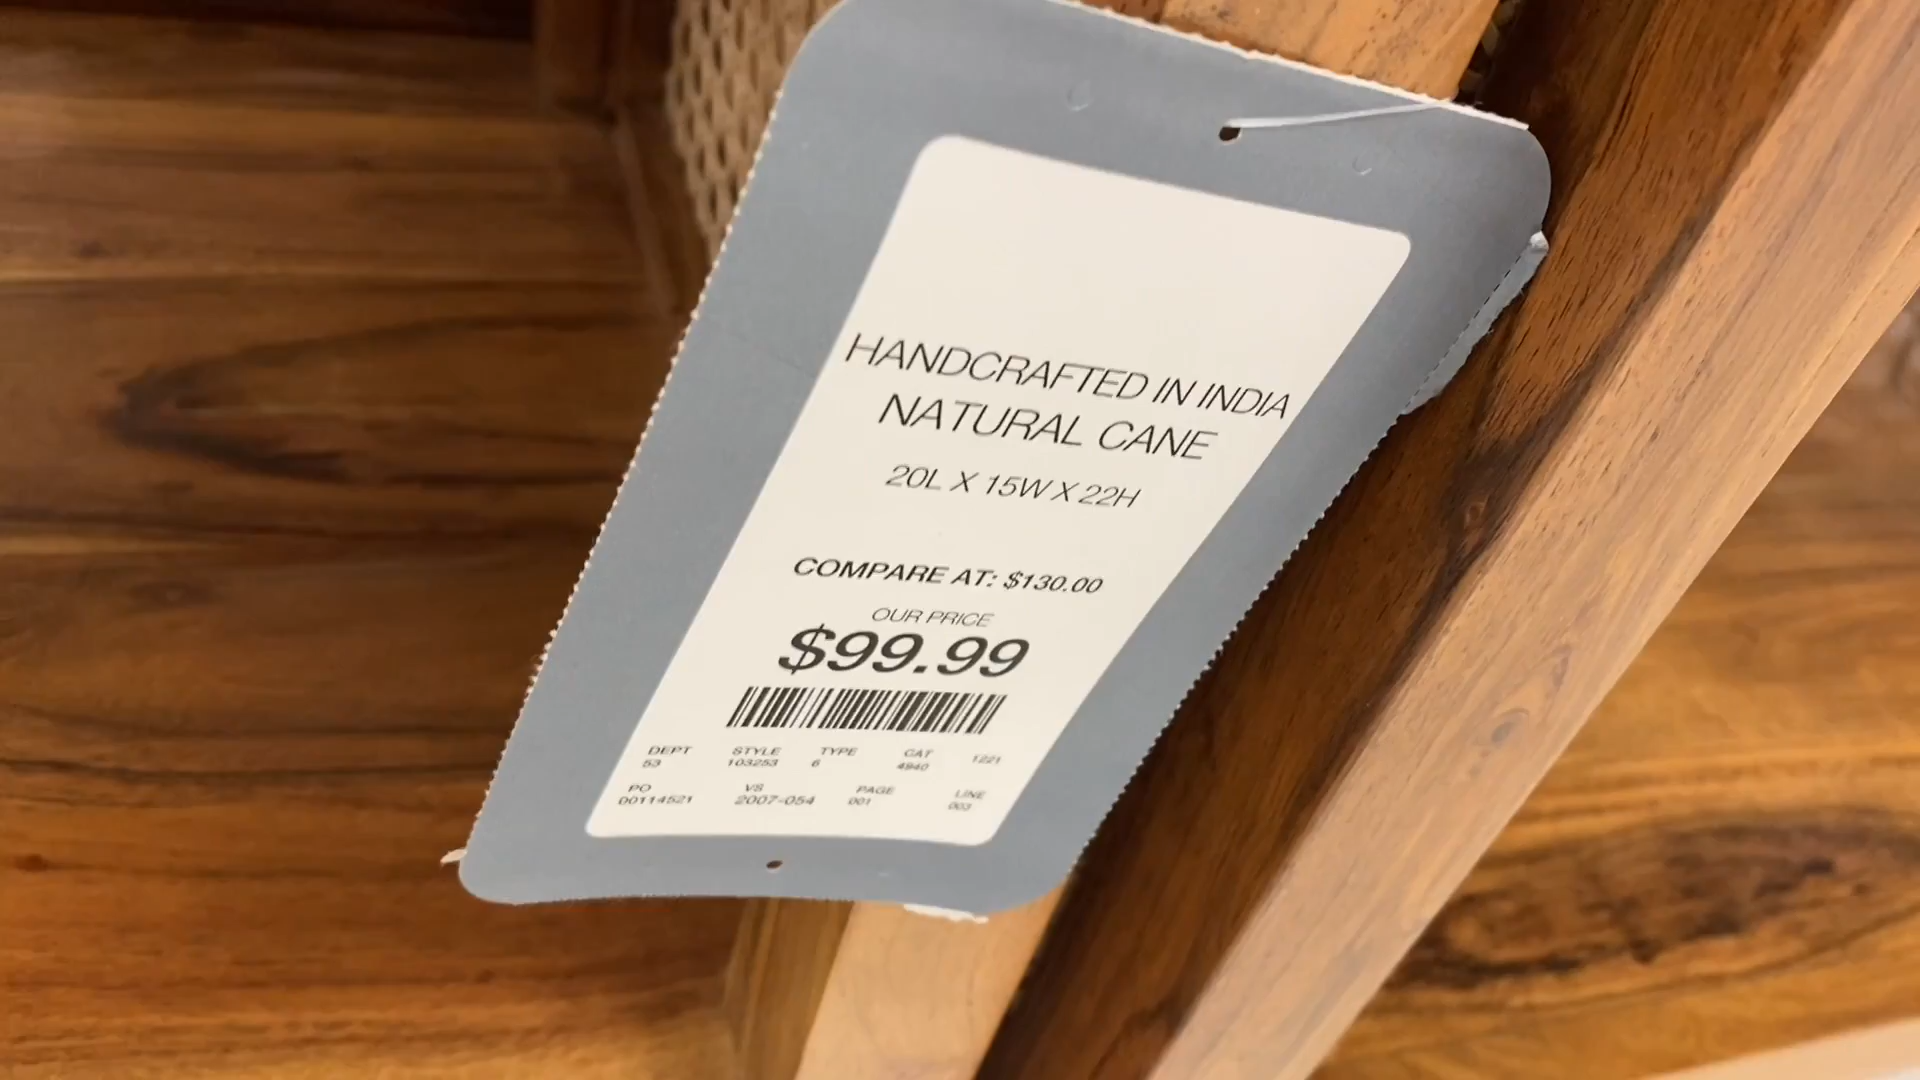 HANDCRAFTED IN INDIA
NATURAL CANE
20L X 15W X 22H
COMPARE AT: $130.00
OUR PRICE
$99.99
DEPT STYLE TYPE CAT 1221
53 103253 6 4940
PO VS PAGE LINE
00114521 2007-054 001 003